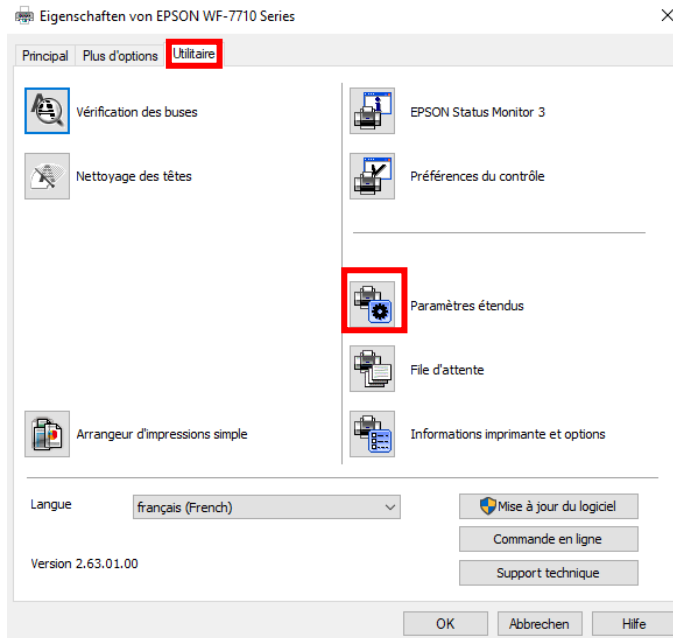 Eigenschaften von EPSON WF-7710 Series
Principal Plus d'options Utilitaire
Vérification des buses
EPSON Status Monitor 3
Nettoyage des têtes
Préférences du contrôle
Paramètres étendus
File d'attente
Arrangeur d'impressions simple
Informations imprimante et options
Langue
français (French)
Mise à jour du logiciel
Commande en ligne
Version 2.63.01.00
Support technique
OK Abbrechen Hilfe